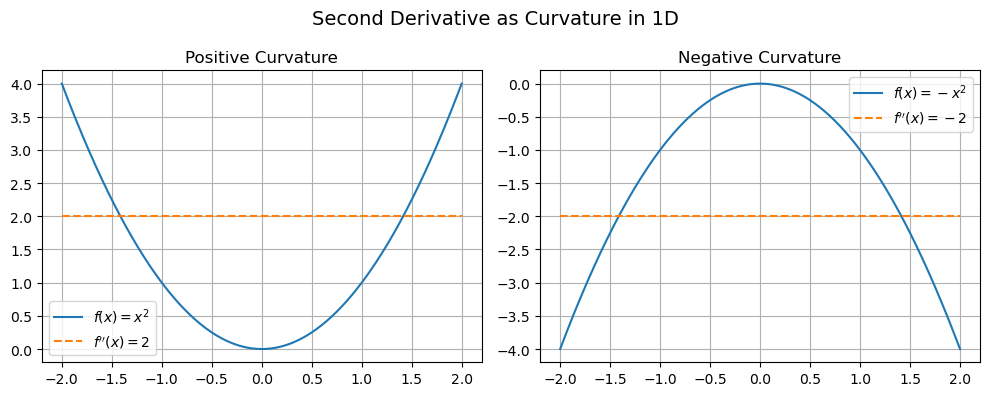 Second Derivative as Curvature in 1D
Positive Curvature
4.0
3.5
3.0
2.5
2.0
1.5
1.0
0.5
0.0
f(x) = x²
f''(x) = 2
−2.0 −1.5 −1.0 −0.5 0.0 0.5 1.0 1.5 2.0
Negative Curvature
0.0
−0.5
−1.0
−1.5
−2.0
−2.5
−3.0
−3.5
−4.0
f(x) = −x²
f''(x) = −2
−2.0 −1.5 −1.0 −0.5 0.0 0.5 1.0 1.5 2.0